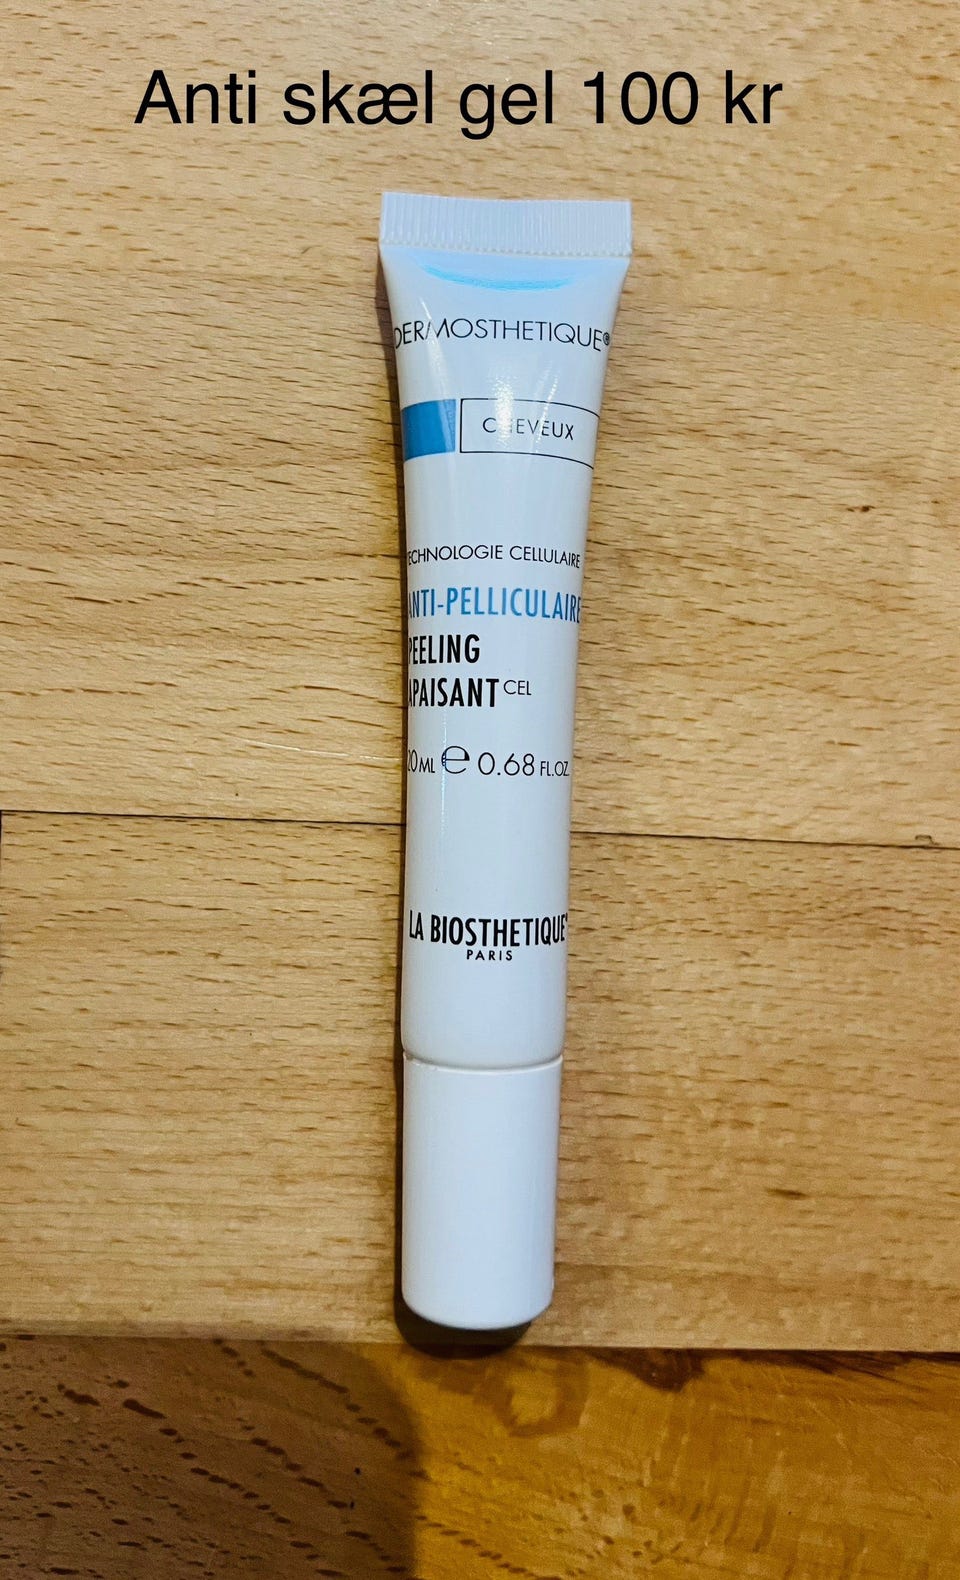 Anti skæl gel 100 kr
DERMOSTHETIQUE®
CHEVEUX
TECHNOLOGIE CELLULAIRE
ANTI-PELLICULAIRE
PEELING
APAISANT CEL
20 ML e 0.68 FL.OZ.
LA BIOSTHETIQUE®
PARIS